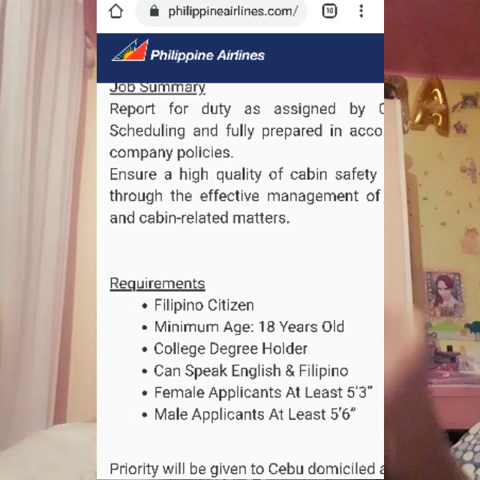 philippineairlines.com/
10
Philippine Airlines
Job Summary
Report for duty as assigned by
Scheduling and fully prepared in acco
company policies.
Ensure a high quality of cabin safety
through the effective management of
and cabin-related matters.
Requirements
• Filipino Citizen
• Minimum Age: 18 Years Old
• College Degree Holder
• Can Speak English & Filipino
• Female Applicants At Least 5'3"
• Male Applicants At Least 5'6"
Priority will be given to Cebu domiciled
A